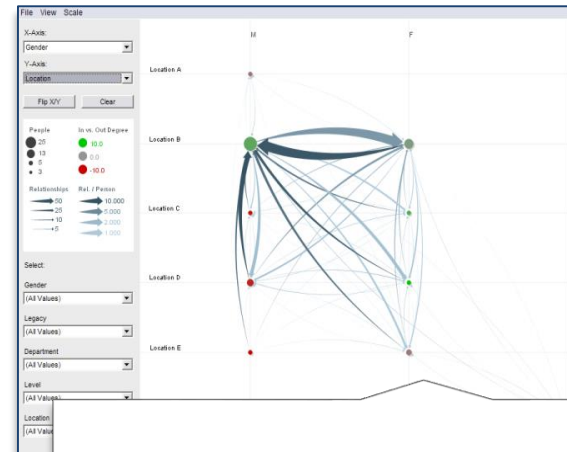 File View Scale
X-Axis:
Gender
Y-Axis:
Location
Flip X/Y Clear
People In vs. Out Degree
25 10.0
13 0.0
5 -10.0
3
Relationships Rel. / Person
50 10.000
25 5.000
10 2.000
5 1.000
Select:
Gender
(All Values)
Legacy
(All Values)
Department
(All Values)
Level
(All Values)
Location
(All Value
M F
Location A
Location B
Location C
Location D
Location E